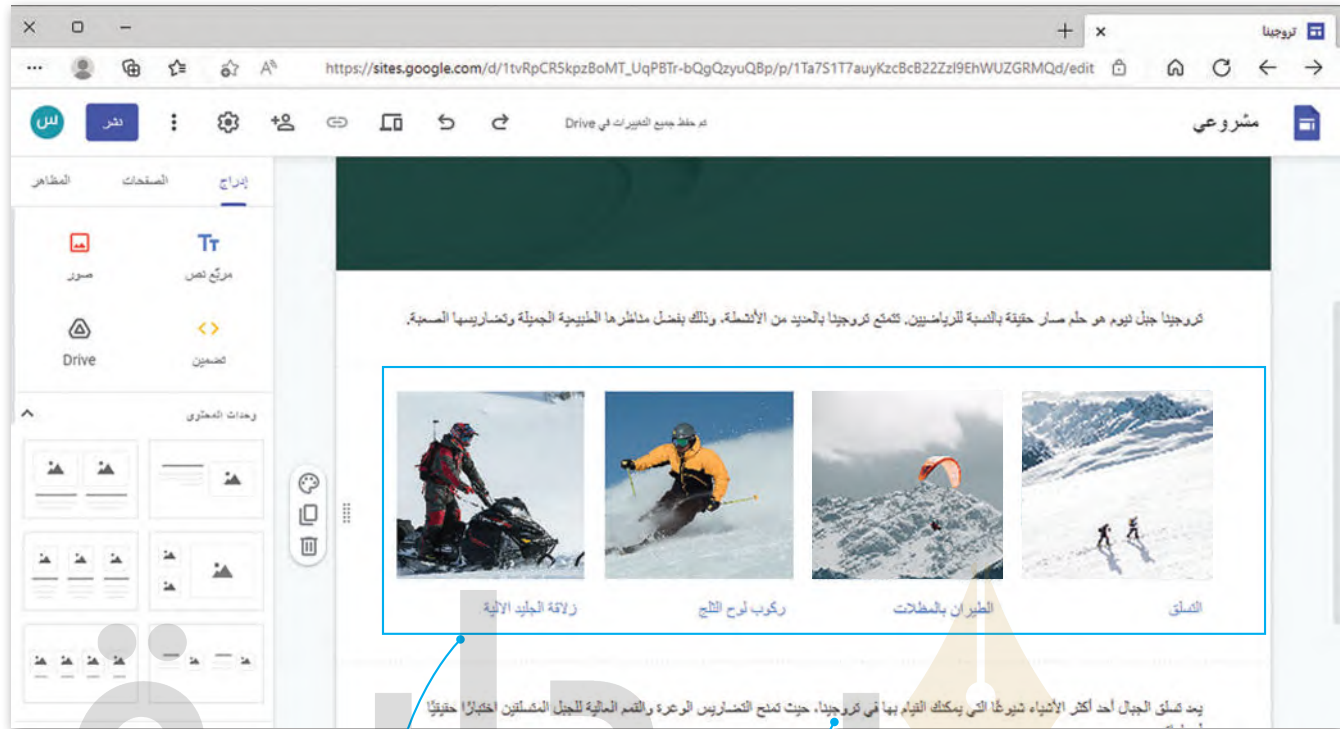 تروجينا
https://sites.google.com/d/1tvRpCR5kpzBoMT_UqPBTr-bQgQzyuQBp/p/1Ta7S1T7auyKzcBcB22ZzI9EhWUZGRMQd/edit
مشروعي
تم حفظ جميع التغييرات في Drive
نشر
س
إدراج
الصفحات
المظاهر
مربّع نص
صور
تضمين
Drive
وحدات المحتوى
تروجينا جبل نيوم هو حلم صار حقيقة بالنسبة للرياضيين. تتمتع تروجينا بالعديد من الأنشطة، وذلك بفضل مناظرها الطبيعية الجميلة وتضاريسها الصعبة.
التسلق
الطيران بالمظلات
ركوب لوح الثلج
زلاقة الجليد الآلية
يعد تسلق الجبال أحد أكثر الأشياء شيوعًا التي يمكنك القيام بها في تروجينا، حيث تمنح التضاريس الوعرة والقمم العالية للجبل المتسلقين اختبارًا حقيقيًا